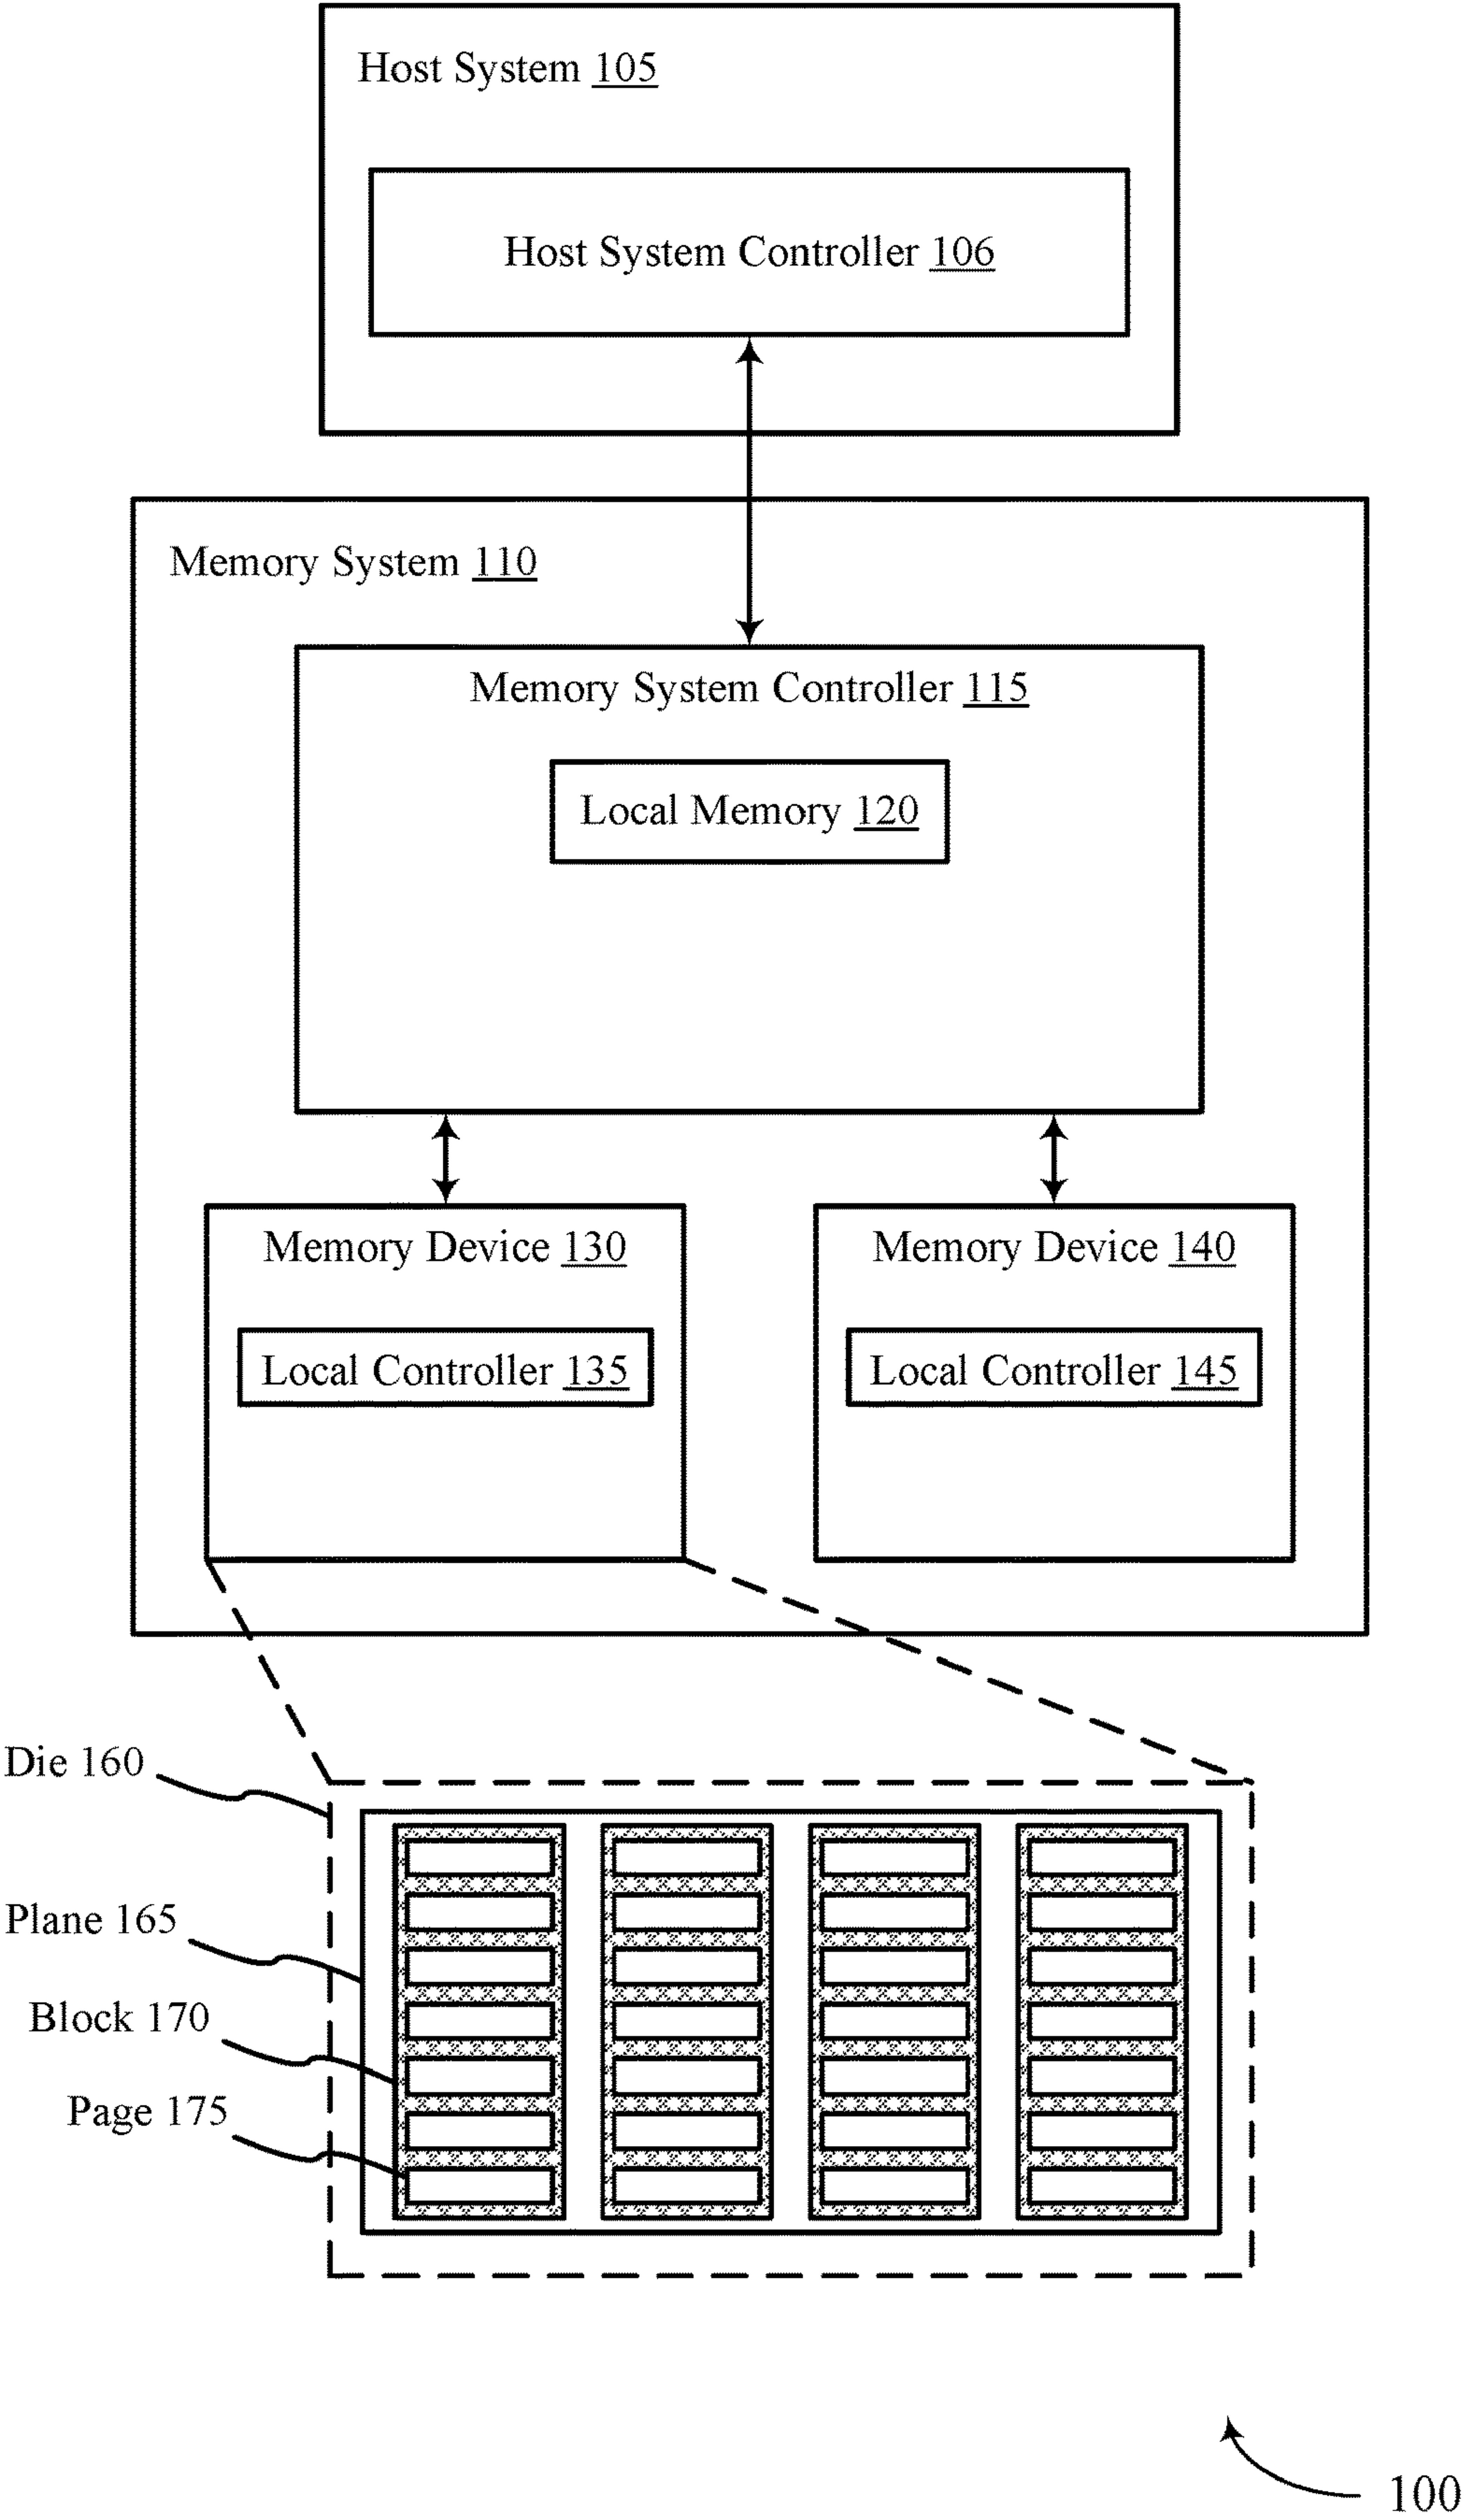 Host System 105
Host System Controller 106
Memory System 110
Memory System Controller 115
Local Memory 120
Memory Device 130
Memory Device 140
Local Controller 135
Local Controller 145
Die 160
Plane 165
Block 170
Page 175
100